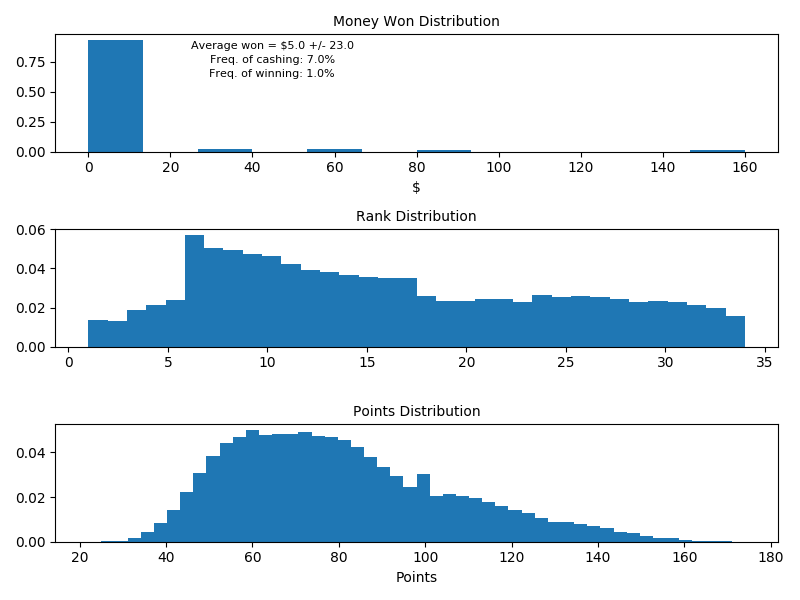 Money Won Distribution
Average won = $5.0 +/- 23.0
Freq. of cashing: 7.0%
Freq. of winning: 1.0%
0.75
0.50
0.25
0.00
0 20 40 60 80 100 120 140 160
$
Rank Distribution
0.06
0.04
0.02
0.00
0 5 10 15 20 25 30 35
Points Distribution
0.04
0.02
0.00
20 40 60 80 100 120 140 160 180
Points